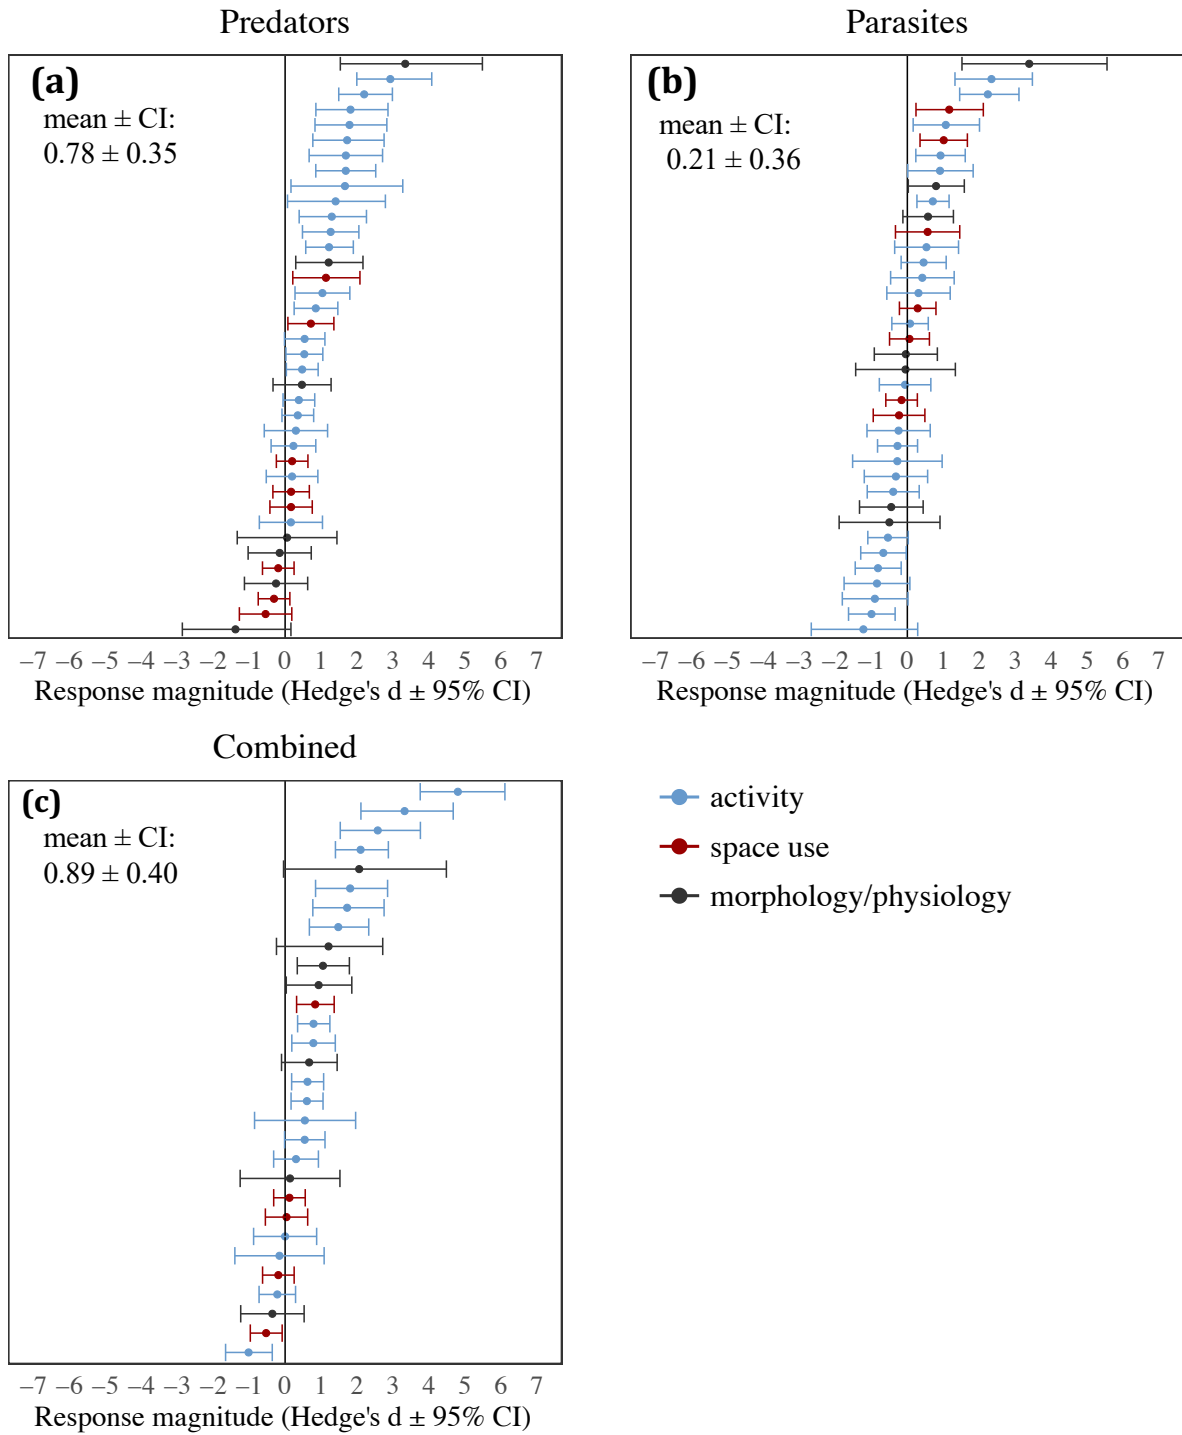 Predators
(a)
mean ± CI:
0.78 ± 0.35
–7 –6 –5 –4 –3 –2 –1 0 1 2 3 4 5 6 7
Response magnitude (Hedge's d ± 95% CI)
Parasites
(b)
mean ± CI:
0.21 ± 0.36
–7 –6 –5 –4 –3 –2 –1 0 1 2 3 4 5 6 7
Response magnitude (Hedge's d ± 95% CI)
Combined
(c)
mean ± CI:
0.89 ± 0.40
–7 –6 –5 –4 –3 –2 –1 0 1 2 3 4 5 6 7
Response magnitude (Hedge's d ± 95% CI)
activity
space use
morphology/physiology